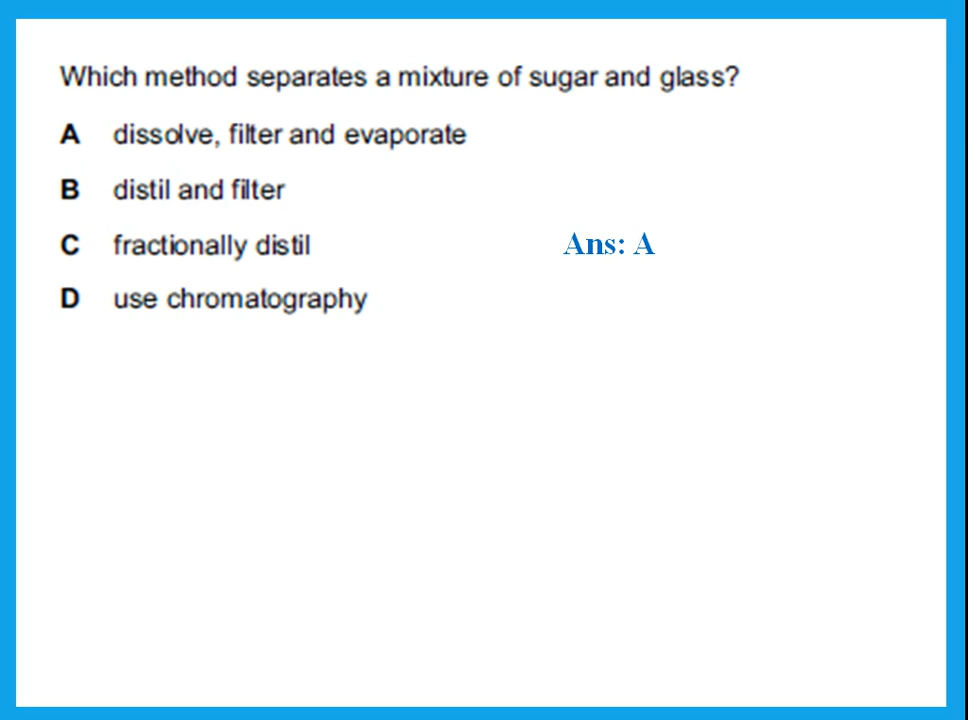 Which method separates a mixture of sugar and glass?
A dissolve, filter and evaporate
B distil and filter
C fractionally distil
Ans: A
D use chromatography